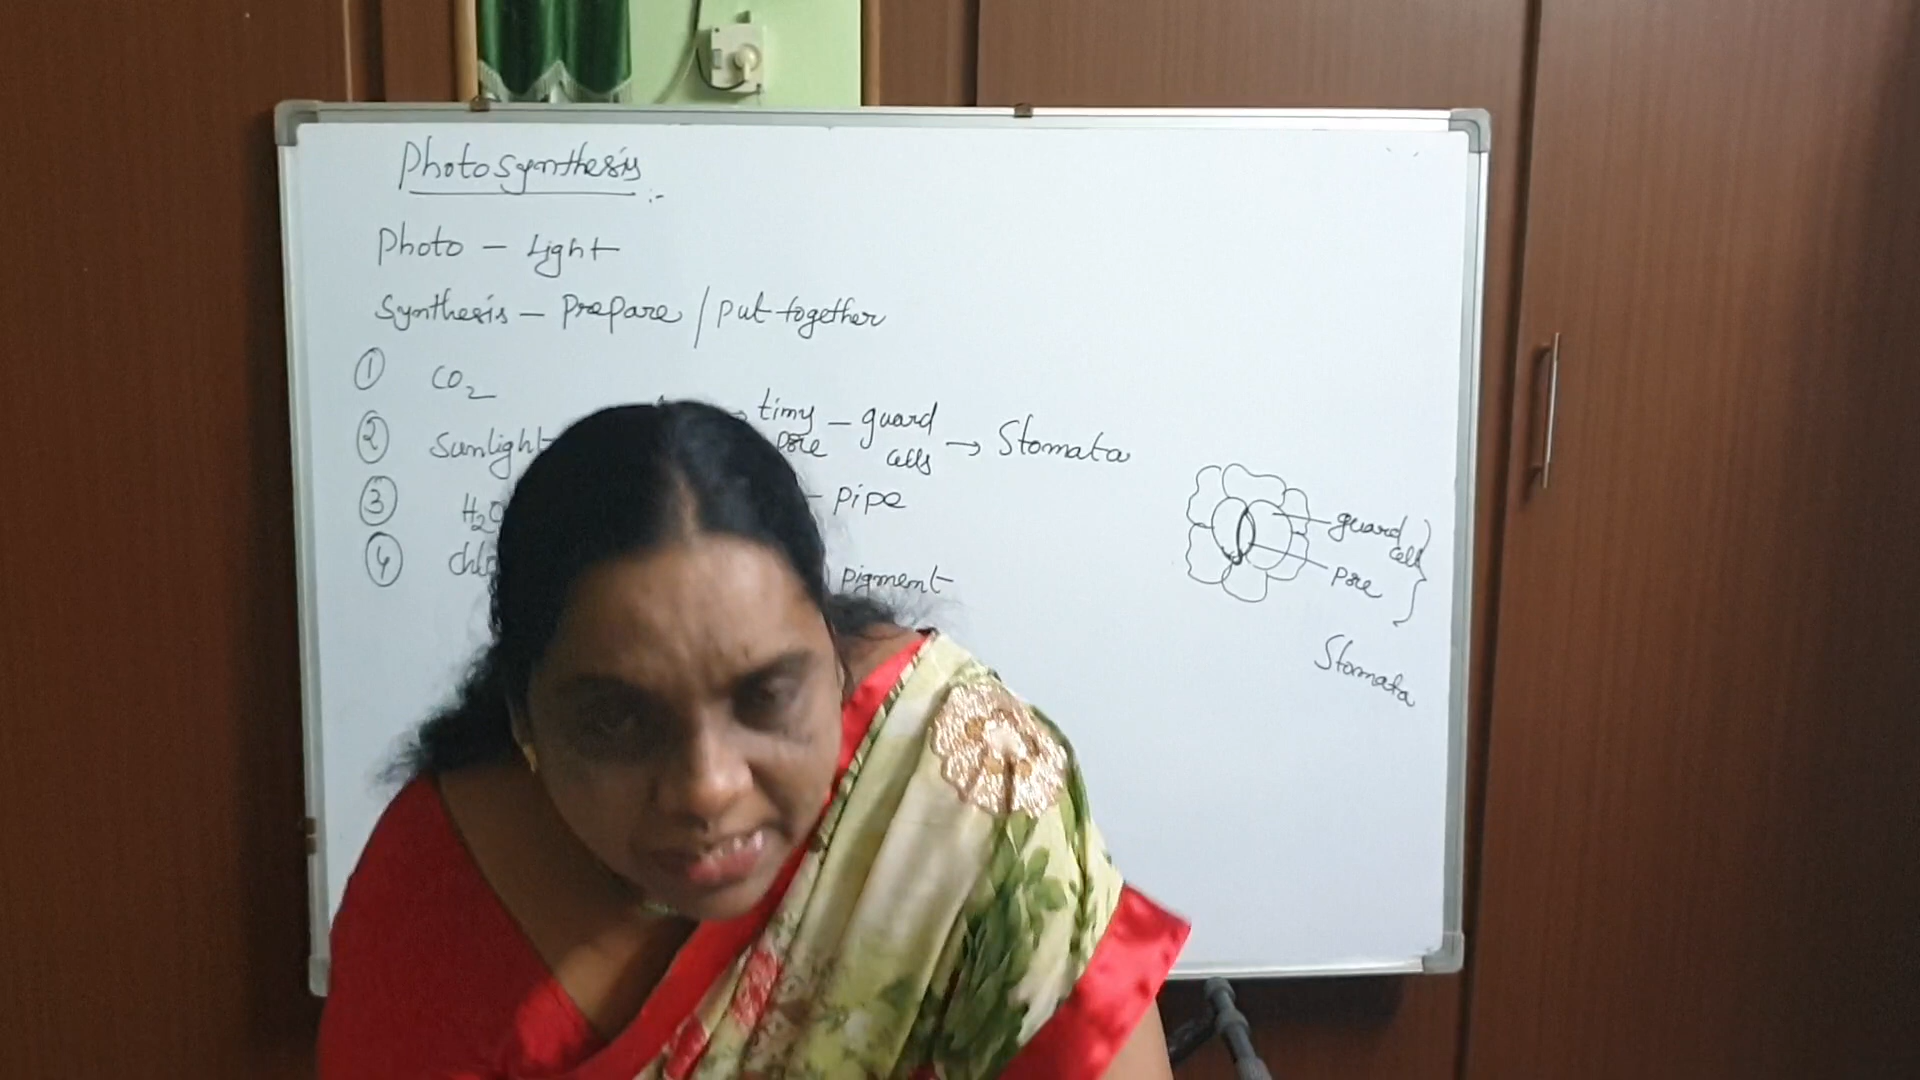 Photosynthesis :-
Photo - Light
Synthesis - Prepare / Put together
① CO2
② Sunlight
tiny - guard
Pore cells → Stomata
③ H2O - pipe
④ pigment
guard
cell
Pore
Stomata